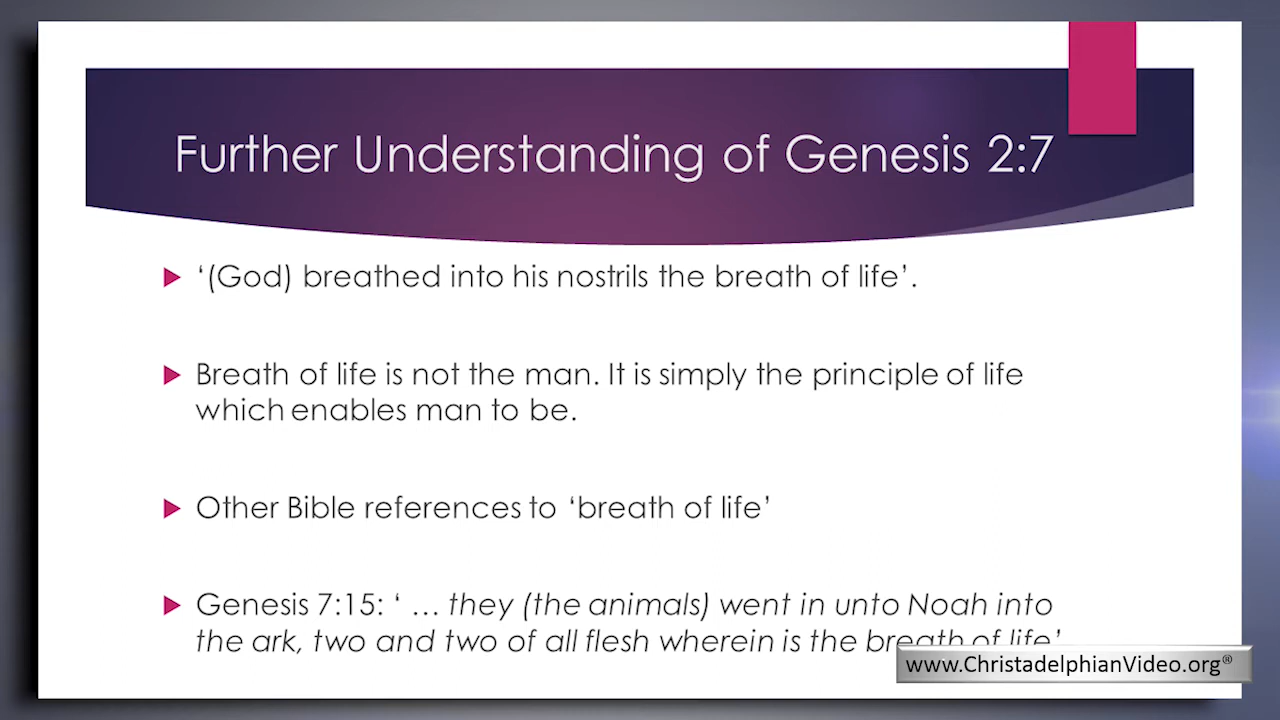 Further Understanding of Genesis 2:7
‘(God) breathed into his nostrils the breath of life’.
Breath of life is not the man. It is simply the principle of life
which enables man to be.
Other Bible references to ‘breath of life’
Genesis 7:15: ‘ … they (the animals) went in unto Noah into
the ark, two and two of all flesh wherein is the breath of life’
www.ChristadelphianVideo.org®